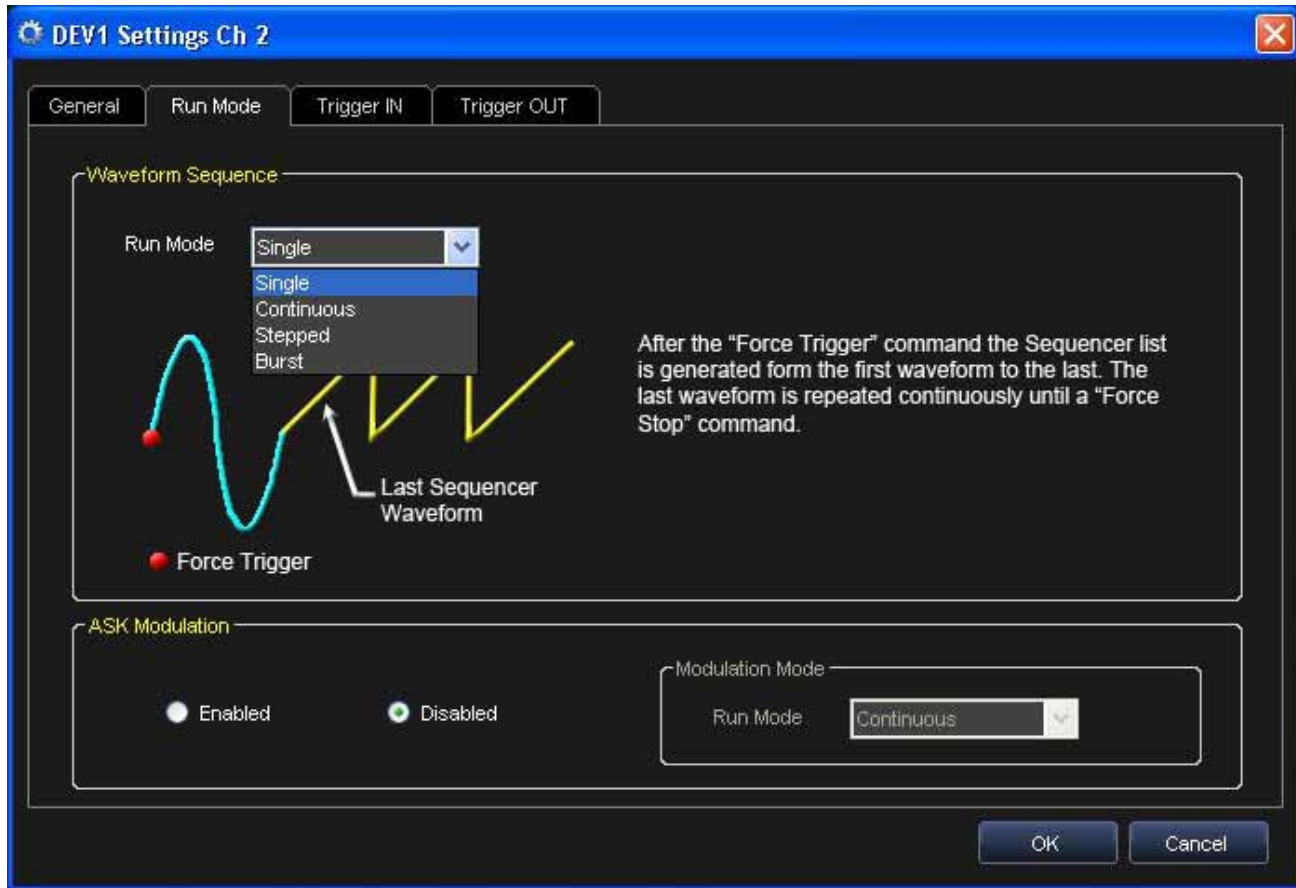 DEV1 Settings Ch 2
General
Run Mode
Trigger IN
Trigger OUT
Waveform Sequence
Run Mode
Single
Single
Continuous
Stepped
Burst
After the “Force Trigger” command the Sequencer list
is generated form the first waveform to the last. The
last waveform is repeated continuously until a “Force
Stop” command.
Last Sequencer
Waveform
Force Trigger
ASK Modulation
Enabled
Disabled
Modulation Mode
Run Mode
Continuous
OK
Cancel